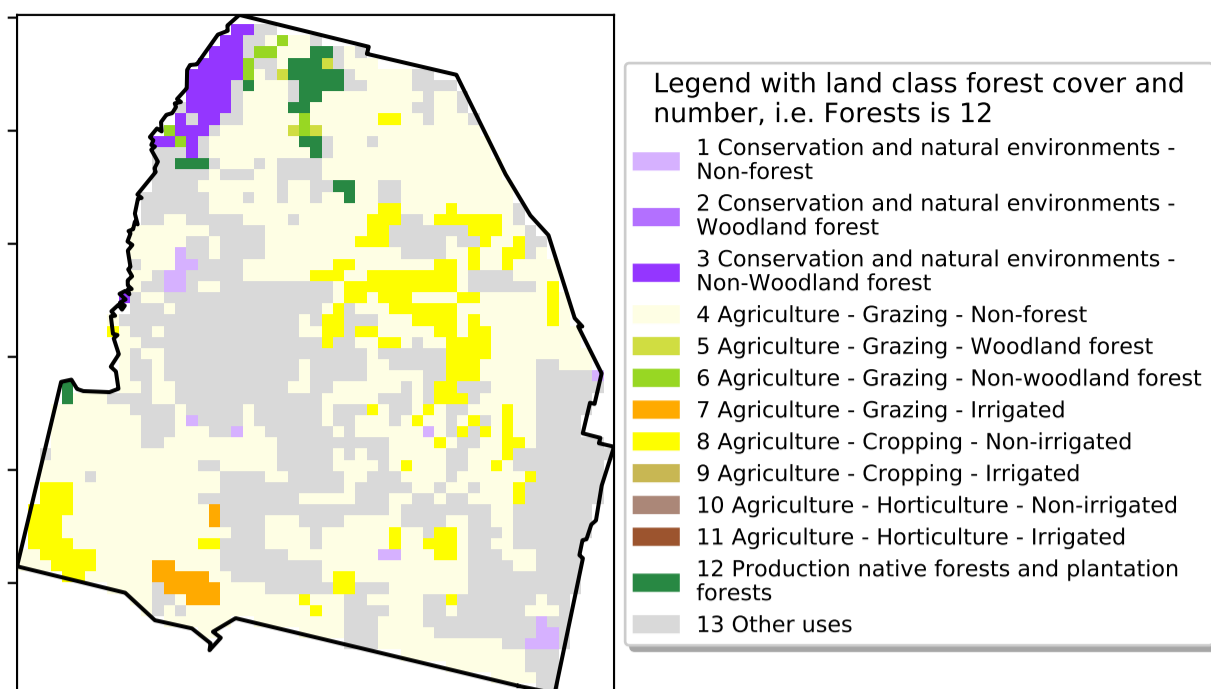 Legend with land class forest cover and
number, i.e. Forests is 12
1 Conservation and natural environments -
Non-forest
2 Conservation and natural environments -
Woodland forest
3 Conservation and natural environments -
Non-Woodland forest
4 Agriculture - Grazing - Non-forest
5 Agriculture - Grazing - Woodland forest
6 Agriculture - Grazing - Non-woodland forest
7 Agriculture - Grazing - Irrigated
8 Agriculture - Cropping - Non-irrigated
9 Agriculture - Cropping - Irrigated
10 Agriculture - Horticulture - Non-irrigated
11 Agriculture - Horticulture - Irrigated
12 Production native forests and plantation
forests
13 Other uses